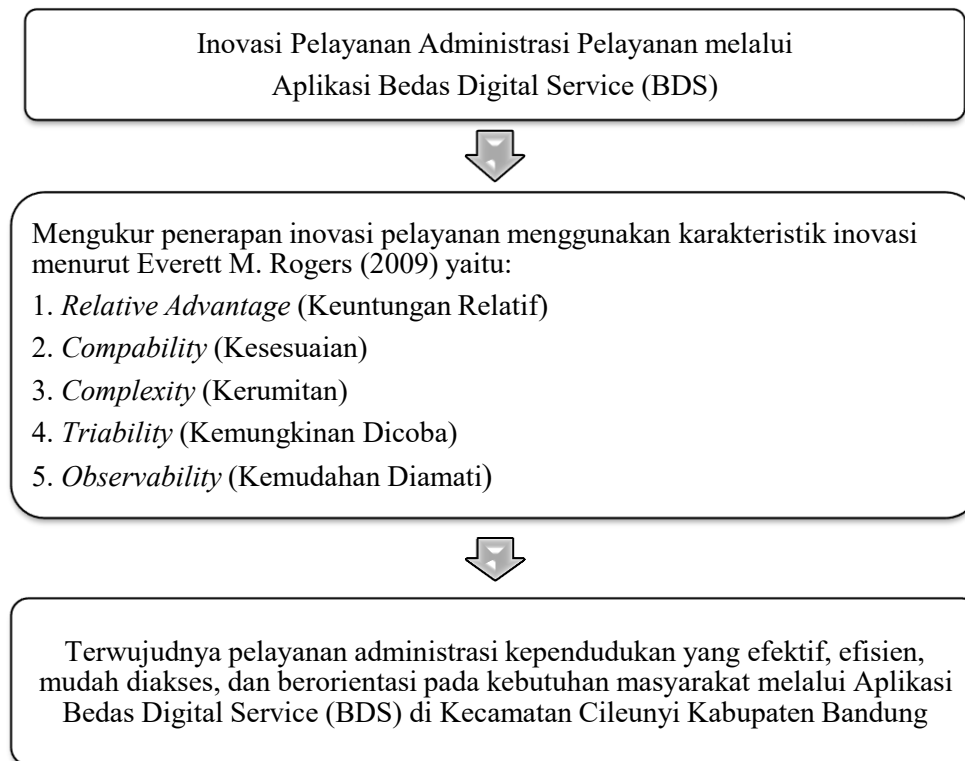 Inovasi Pelayanan Administrasi Pelayanan melalui
Aplikasi Bedas Digital Service (BDS)
Mengukur penerapan inovasi pelayanan menggunakan karakteristik inovasi
menurut Everett M. Rogers (2009) yaitu:
1. Relative Advantage (Keuntungan Relatif)
2. Compability (Kesesuaian)
3. Complexity (Kerumitan)
4. Triability (Kemungkinan Dicoba)
5. Observability (Kemudahan Diamati)
Terwujudnya pelayanan administrasi kependudukan yang efektif, efisien,
mudah diakses, dan berorientasi pada kebutuhan masyarakat melalui Aplikasi
Bedas Digital Service (BDS) di Kecamatan Cileunyi Kabupaten Bandung